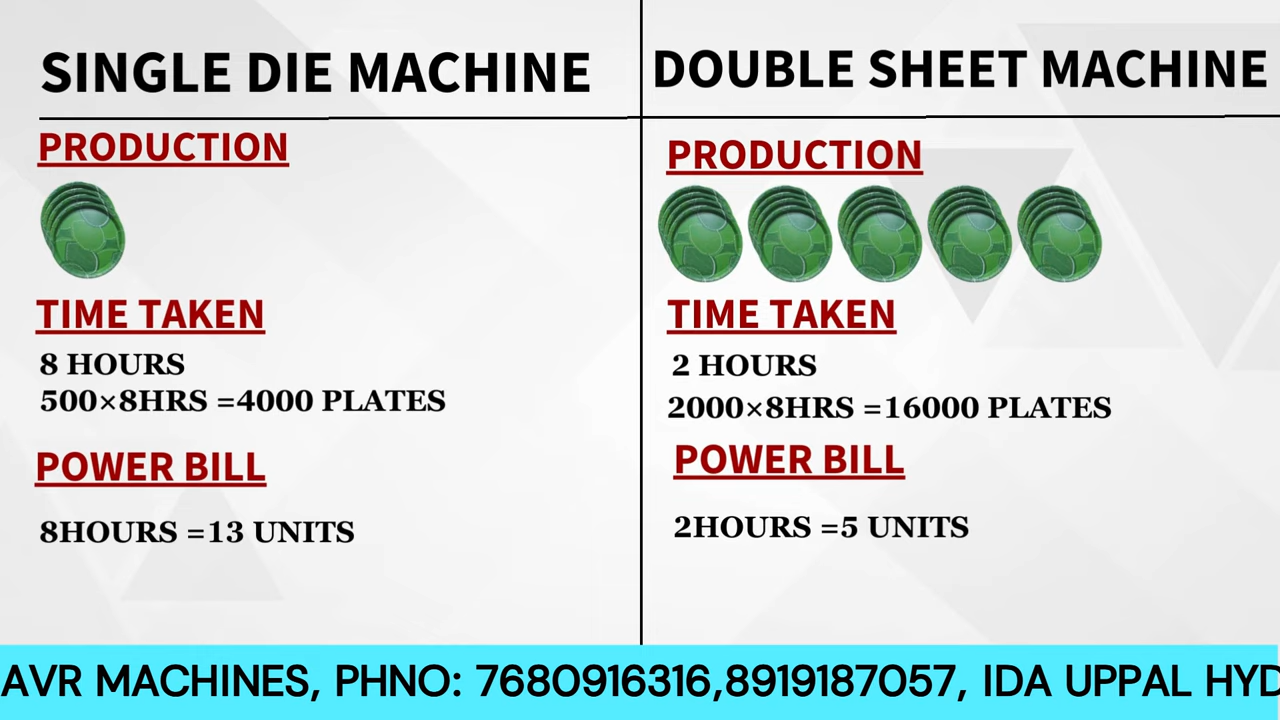 SINGLE DIE MACHINE
PRODUCTION
TIME TAKEN
8 HOURS
500×8HRS =4000 PLATES
POWER BILL
8HOURS =13 UNITS
DOUBLE SHEET MACHINE
PRODUCTION
TIME TAKEN
2 HOURS
2000×8HRS =16000 PLATES
POWER BILL
2HOURS =5 UNITS
AVR MACHINES, PHNO: 7680916316,8919187057, IDA UPPAL HYD